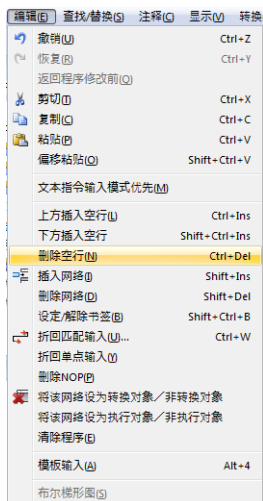 编辑(E) 查找/替换(S) 注释(C) 显示(V) 转换
撤销(U) Ctrl+Z
恢复(R) Ctrl+Y
返回程序修改前(O)
剪切(T) Ctrl+X
复制(C) Ctrl+C
粘贴(P) Ctrl+V
偏移粘贴(O) Shift+Ctrl+V
文本指令输入模式优先(M)
上方插入空行(L) Ctrl+Ins
下方插入空行 Shift+Ctrl+Ins
删除空行(N) Ctrl+Del
插入网络(I) Shift+Ins
删除网络(D) Shift+Del
设定/解除书签(B) Shift+Ctrl+B
折回匹配输入(U)... Ctrl+W
折回单点输入(Y)
删除NOP(P)
将该网络设为转换对象／非转换对象
将该网络设为执行对象／非执行对象
清除程序(E)
模板输入(A) Alt+4
布尔梯形图(S)